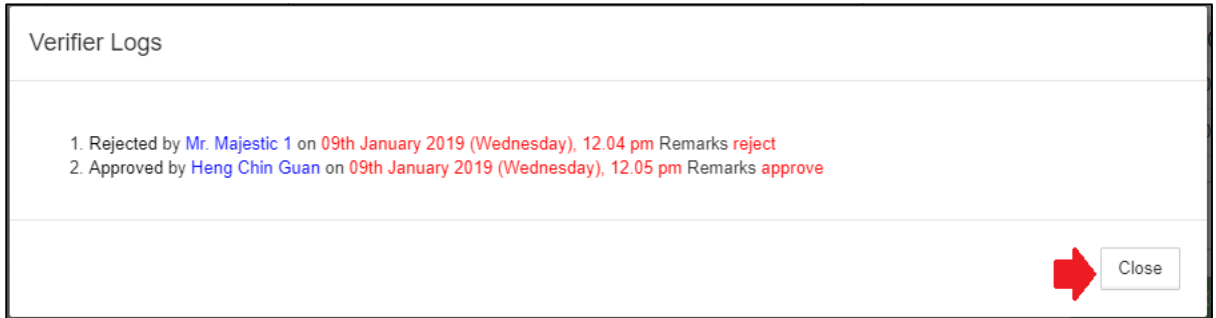 Verifier Logs
1. Rejected by Mr. Majestic 1 on 09th January 2019 (Wednesday), 12.04 pm Remarks reject
2. Approved by Heng Chin Guan on 09th January 2019 (Wednesday), 12.05 pm Remarks approve
Close